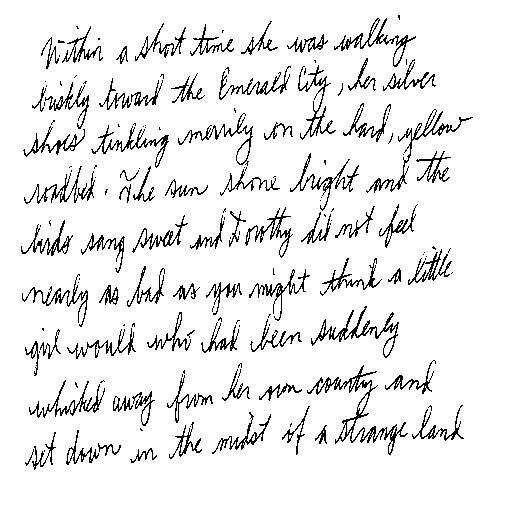 Within a short time she was walking
briskly toward the Emerald City, her silver
shoes tinkling merrily on the hard, yellow
roadbed. The sun shone bright and the
birds sang sweet and Dorothy did not feel
nearly as bad as you might think a little
girl would who had been suddenly
whisked away from her own country and
set down in the midst of a strange land